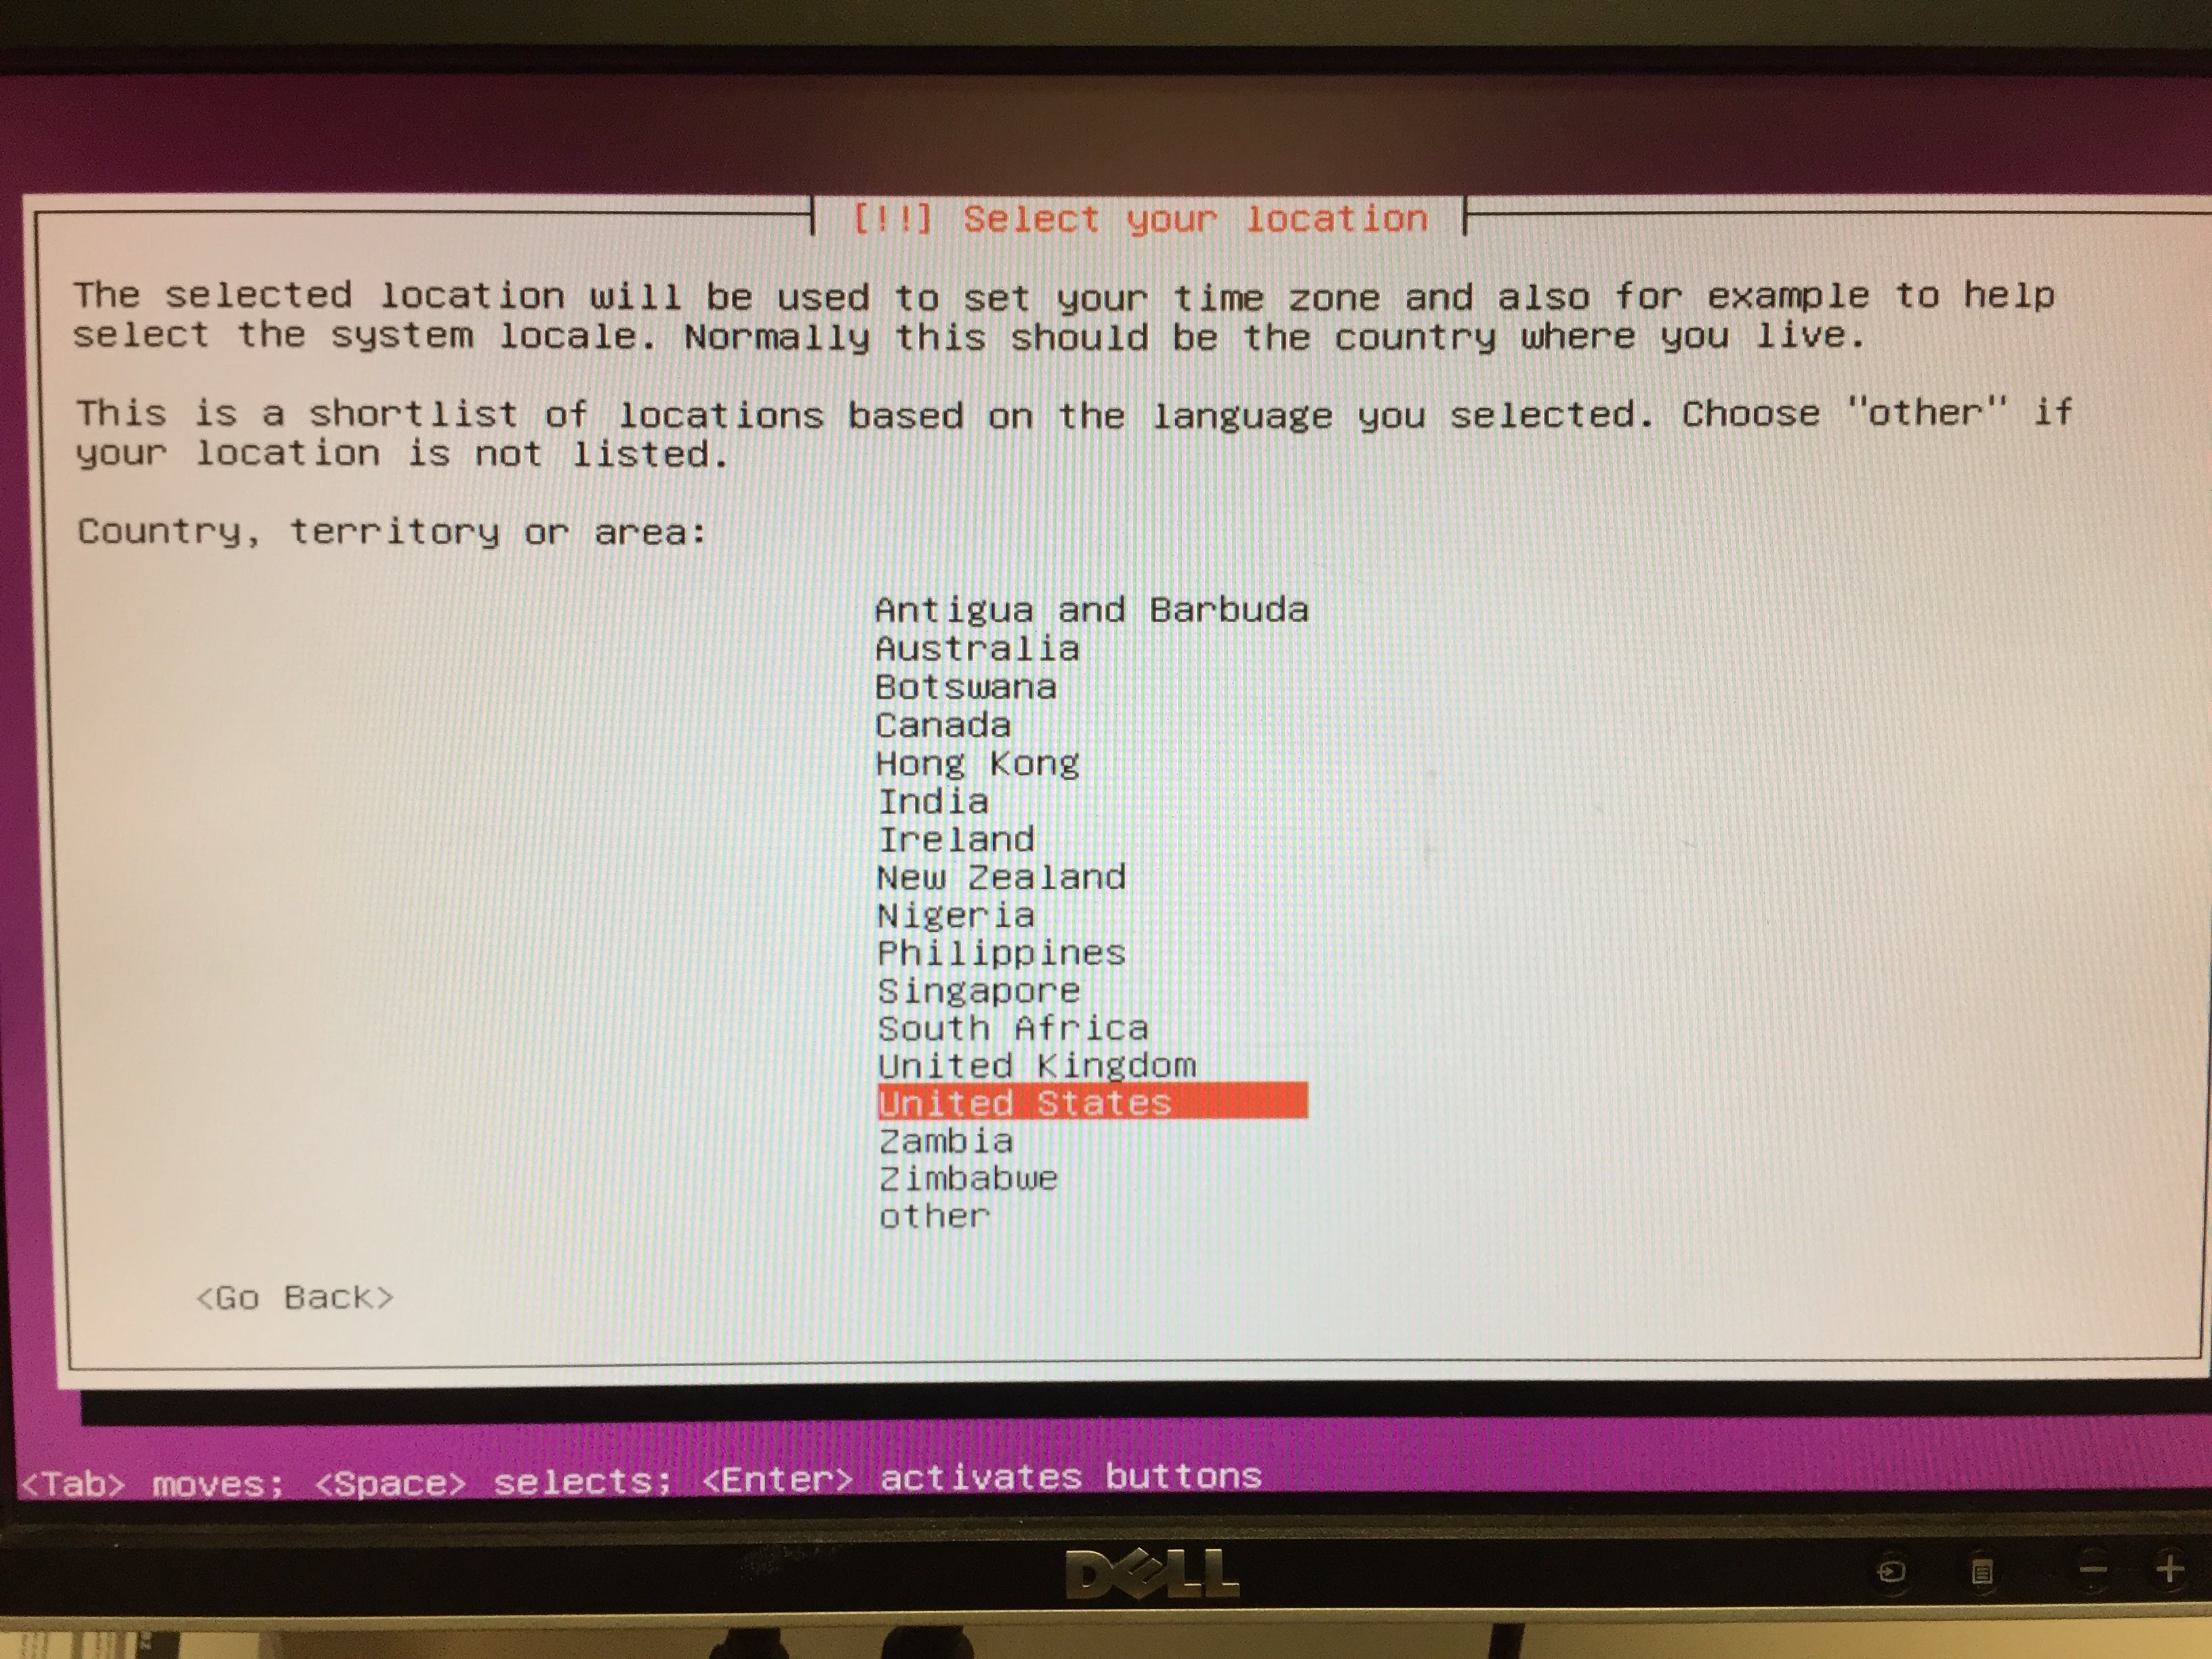 [!!] Select your location
The selected location will be used to set your time zone and also for example to help
select the system locale. Normally this should be the country where you live.
This is a shortlist of locations based on the language you selected. Choose "other" if
your location is not listed.
Country, territory or area:
Antigua and Barbuda
Australia
Botswana
Canada
Hong Kong
India
Ireland
New Zealand
Nigeria
Philippines
Singapore
South Africa
United Kingdom
United States
Zambia
Zimbabwe
other
<Go Back>
<Tab> moves; <Space> selects; <Enter> activates buttons
DELL